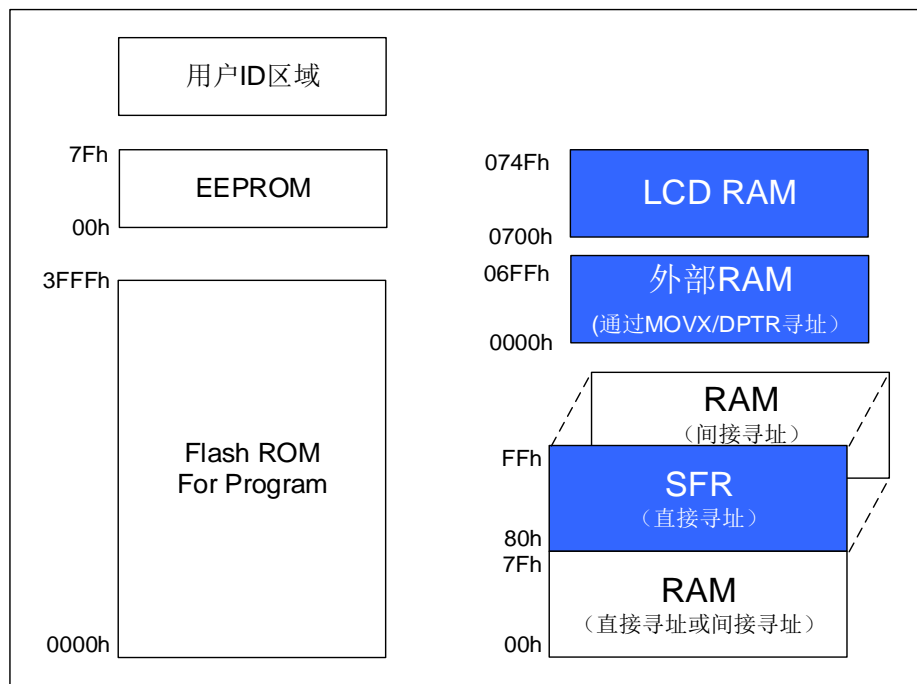 用户ID区域
7Fh
EEPROM
00h
3FFFh
Flash ROM
For Program
0000h
074Fh
LCD RAM
0700h
06FFh
外部RAM
(通过MOVX/DPTR寻址）
0000h
RAM
（间接寻址）
FFh
SFR
（直接寻址）
80h
7Fh
RAM
（直接寻址或间接寻址）
00h